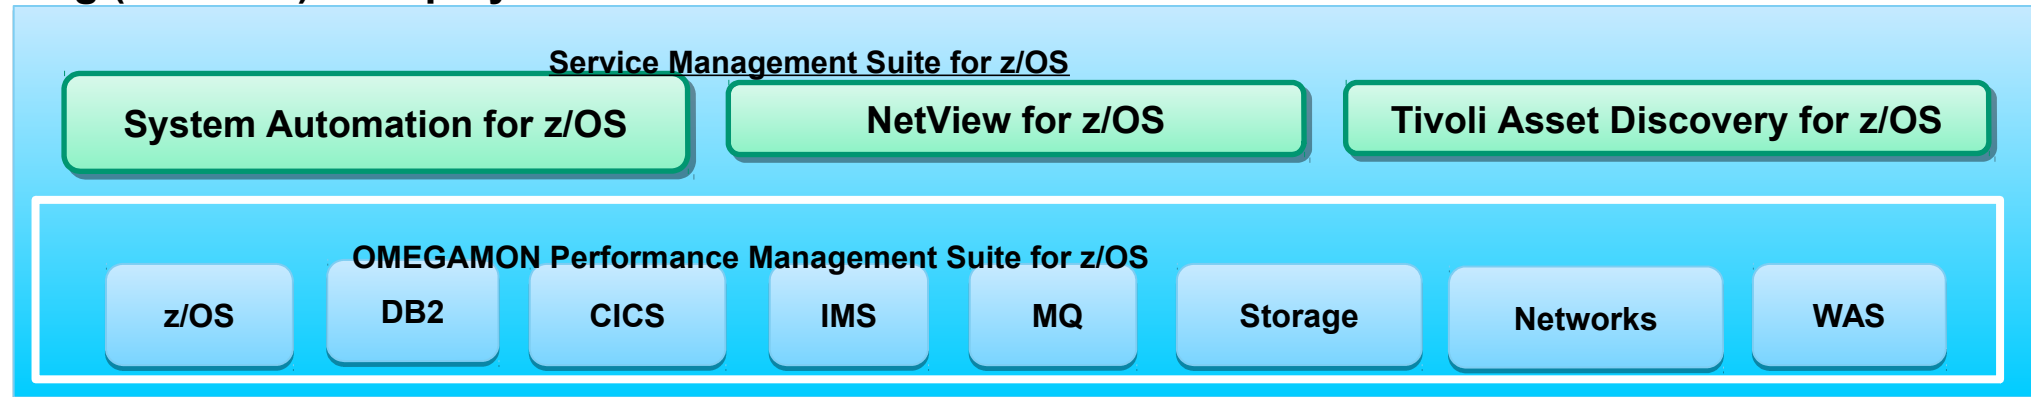 Service Management Suite for z/OS
System Automation for z/OS
NetView for z/OS
Tivoli Asset Discovery for z/OS
OMEGAMON Performance Management Suite for z/OS
z/OS
DB2
CICS
IMS
MQ
Storage
Networks
WAS